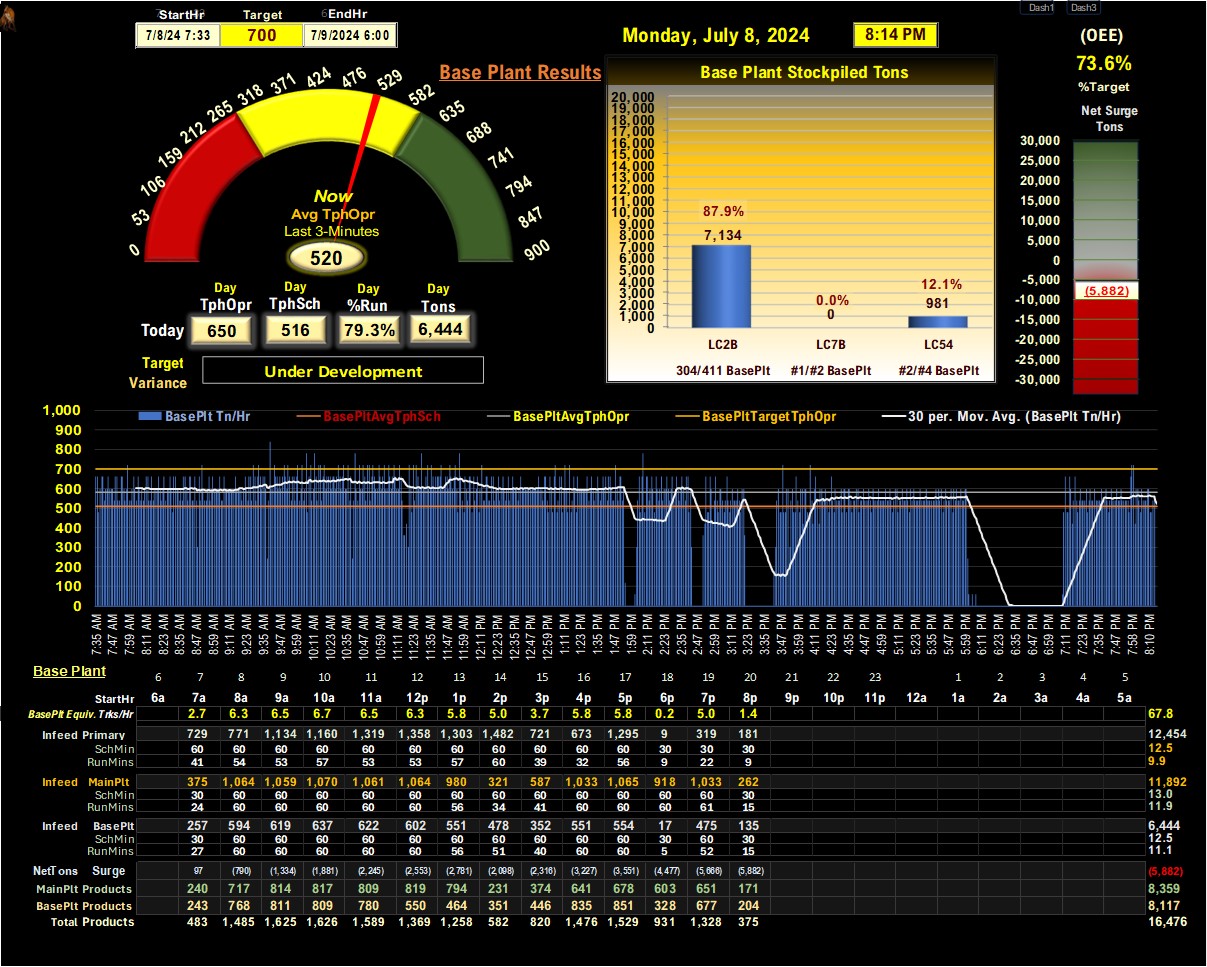 Dash1 Dash3
StartHr Target EndHr
7/8/24 7:33 700 7/9/2024 6:00
Monday, July 8, 2024 8:14 PM
(OEE)
73.6%
%Target
Net Surge
Tons
30,000
25,000
20,000
15,000
10,000
5,000
0
-5,000
(5,882)
-10,000
-15,000
-20,000
-25,000
-30,000
Base Plant Results
0 53 106 159 212 265 318 371 424 476 529 582 635 688 741 794 847 900
Now
Avg TphOpr
Last 3-Minutes
520
Day Day Day Day
TphOpr TphSch %Run Tons
Today 650 516 79.3% 6,444
Target
Variance
Under Development
Base Plant Stockpiled Tons
20,000
19,000
18,000
17,000
16,000
15,000
14,000
13,000
12,000
11,000
10,000
9,000
8,000
7,000
6,000
5,000
4,000
3,000
2,000
1,000
0
87.9%
7,134
0.0%
0
12.1%
981
LC2B LC7B LC54
304/411 BasePlt #1/#2 BasePlt #2/#4 BasePlt
BasePlt Tn/Hr BasePltAvgTphSch BasePltAvgTphOpr BasePltTargetTphOpr 30 per. Mov. Avg. (BasePlt Tn/Hr)
1,000
900
800
700
600
500
400
300
200
100
0
7:35 AM 7:47 AM 7:59 AM 8:11 AM 8:23 AM 8:35 AM 8:47 AM 8:59 AM 9:11 AM 9:23 AM 9:35 AM 9:47 AM 9:59 AM 10:11 AM 10:23 AM 10:35 AM 10:47 AM 10:59 AM 11:11 AM 11:23 AM 11:35 AM 11:47 AM 11:59 AM 12:11 PM 12:23 PM 12:35 PM 12:47 PM 12:59 PM 1:11 PM 1:23 PM 1:35 PM 1:47 PM 1:59 PM 2:11 PM 2:23 PM 2:35 PM 2:47 PM 2:59 PM 3:11 PM 3:23 PM 3:35 PM 3:47 PM 3:59 PM 4:11 PM 4:23 PM 4:35 PM 4:47 PM 4:59 PM 5:11 PM 5:23 PM 5:35 PM 5:47 PM 5:59 PM 6:11 PM 6:23 PM 6:35 PM 6:47 PM 6:59 PM 7:11 PM 7:23 PM 7:35 PM 7:47 PM 7:58 PM 8:10 PM
Base Plant
6 7 8 9 10 11 12 13 14 15 16 17 18 19 20 21 22 23 1 2 3 4 5
StartHr 6a 7a 8a 9a 10a 11a 12p 1p 2p 3p 4p 5p 6p 7p 8p 9p 10p 11p 12a 1a 2a 3a 4a 5a
BasePlt Equiv. Trks/Hr 2.7 6.3 6.5 6.7 6.5 6.3 5.8 5.0 3.7 5.8 5.8 0.2 5.0 1.4 67.8
Infeed Primary 729 771 1,134 1,160 1,319 1,358 1,303 1,482 721 673 1,295 9 319 181 12,454
SchMin 60 60 60 60 60 60 60 60 60 60 60 30 30 30 12.5
RunMins 41 54 53 57 53 53 57 60 39 32 56 9 22 9 9.9
Infeed MainPlt 375 1,064 1,059 1,070 1,061 1,064 980 321 587 1,033 1,065 918 1,033 262 11,892
SchMin 30 60 60 60 60 60 60 60 60 60 60 60 60 30 13.0
RunMins 24 60 60 60 60 60 56 34 41 60 60 60 61 15 11.9
Infeed BasePlt 257 594 619 637 622 602 551 478 352 551 554 17 475 135 6,444
SchMin 30 60 60 60 60 60 60 60 60 60 60 30 60 30 12.5
RunMins 27 60 60 60 60 60 56 51 40 60 60 5 52 15 11.1
NetTons Surge 97 (790) (1,334) (1,881) (2,245) (2,553) (2,781) (2,098) (2,316) (3,227) (3,551) (4,477) (5,666) (5,882) (5,882)
MainPlt Products 240 717 814 817 809 819 794 231 374 641 678 603 651 171 8,359
BasePlt Products 243 768 811 809 780 550 464 351 446 835 851 328 677 204 8,117
Total Products 483 1,485 1,625 1,626 1,589 1,369 1,258 582 820 1,476 1,529 931 1,328 375 16,476